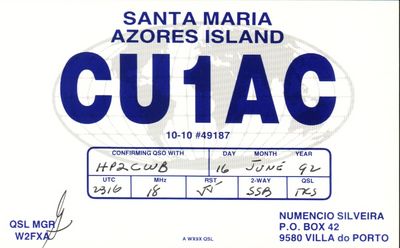 SANTA MARIA
AZORES ISLAND
CU1AC
10-10 #49187
CONFIRMING QSO WITH DAY MONTH YEAR
HP2CWB 16 JUNE 92
UTC MHz RST 2-WAY QSL
2316 18 SSB TKS
QSL MGR
W2FXA
A WX9X QSL
NUMENCIO SILVEIRA
P.O. BOX 42
9580 VILLA do PORTO